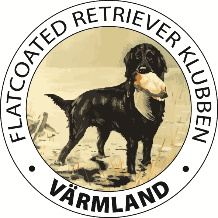 FLATCOATED RETRIEVER KLUBBEN
• VÄRMLAND •